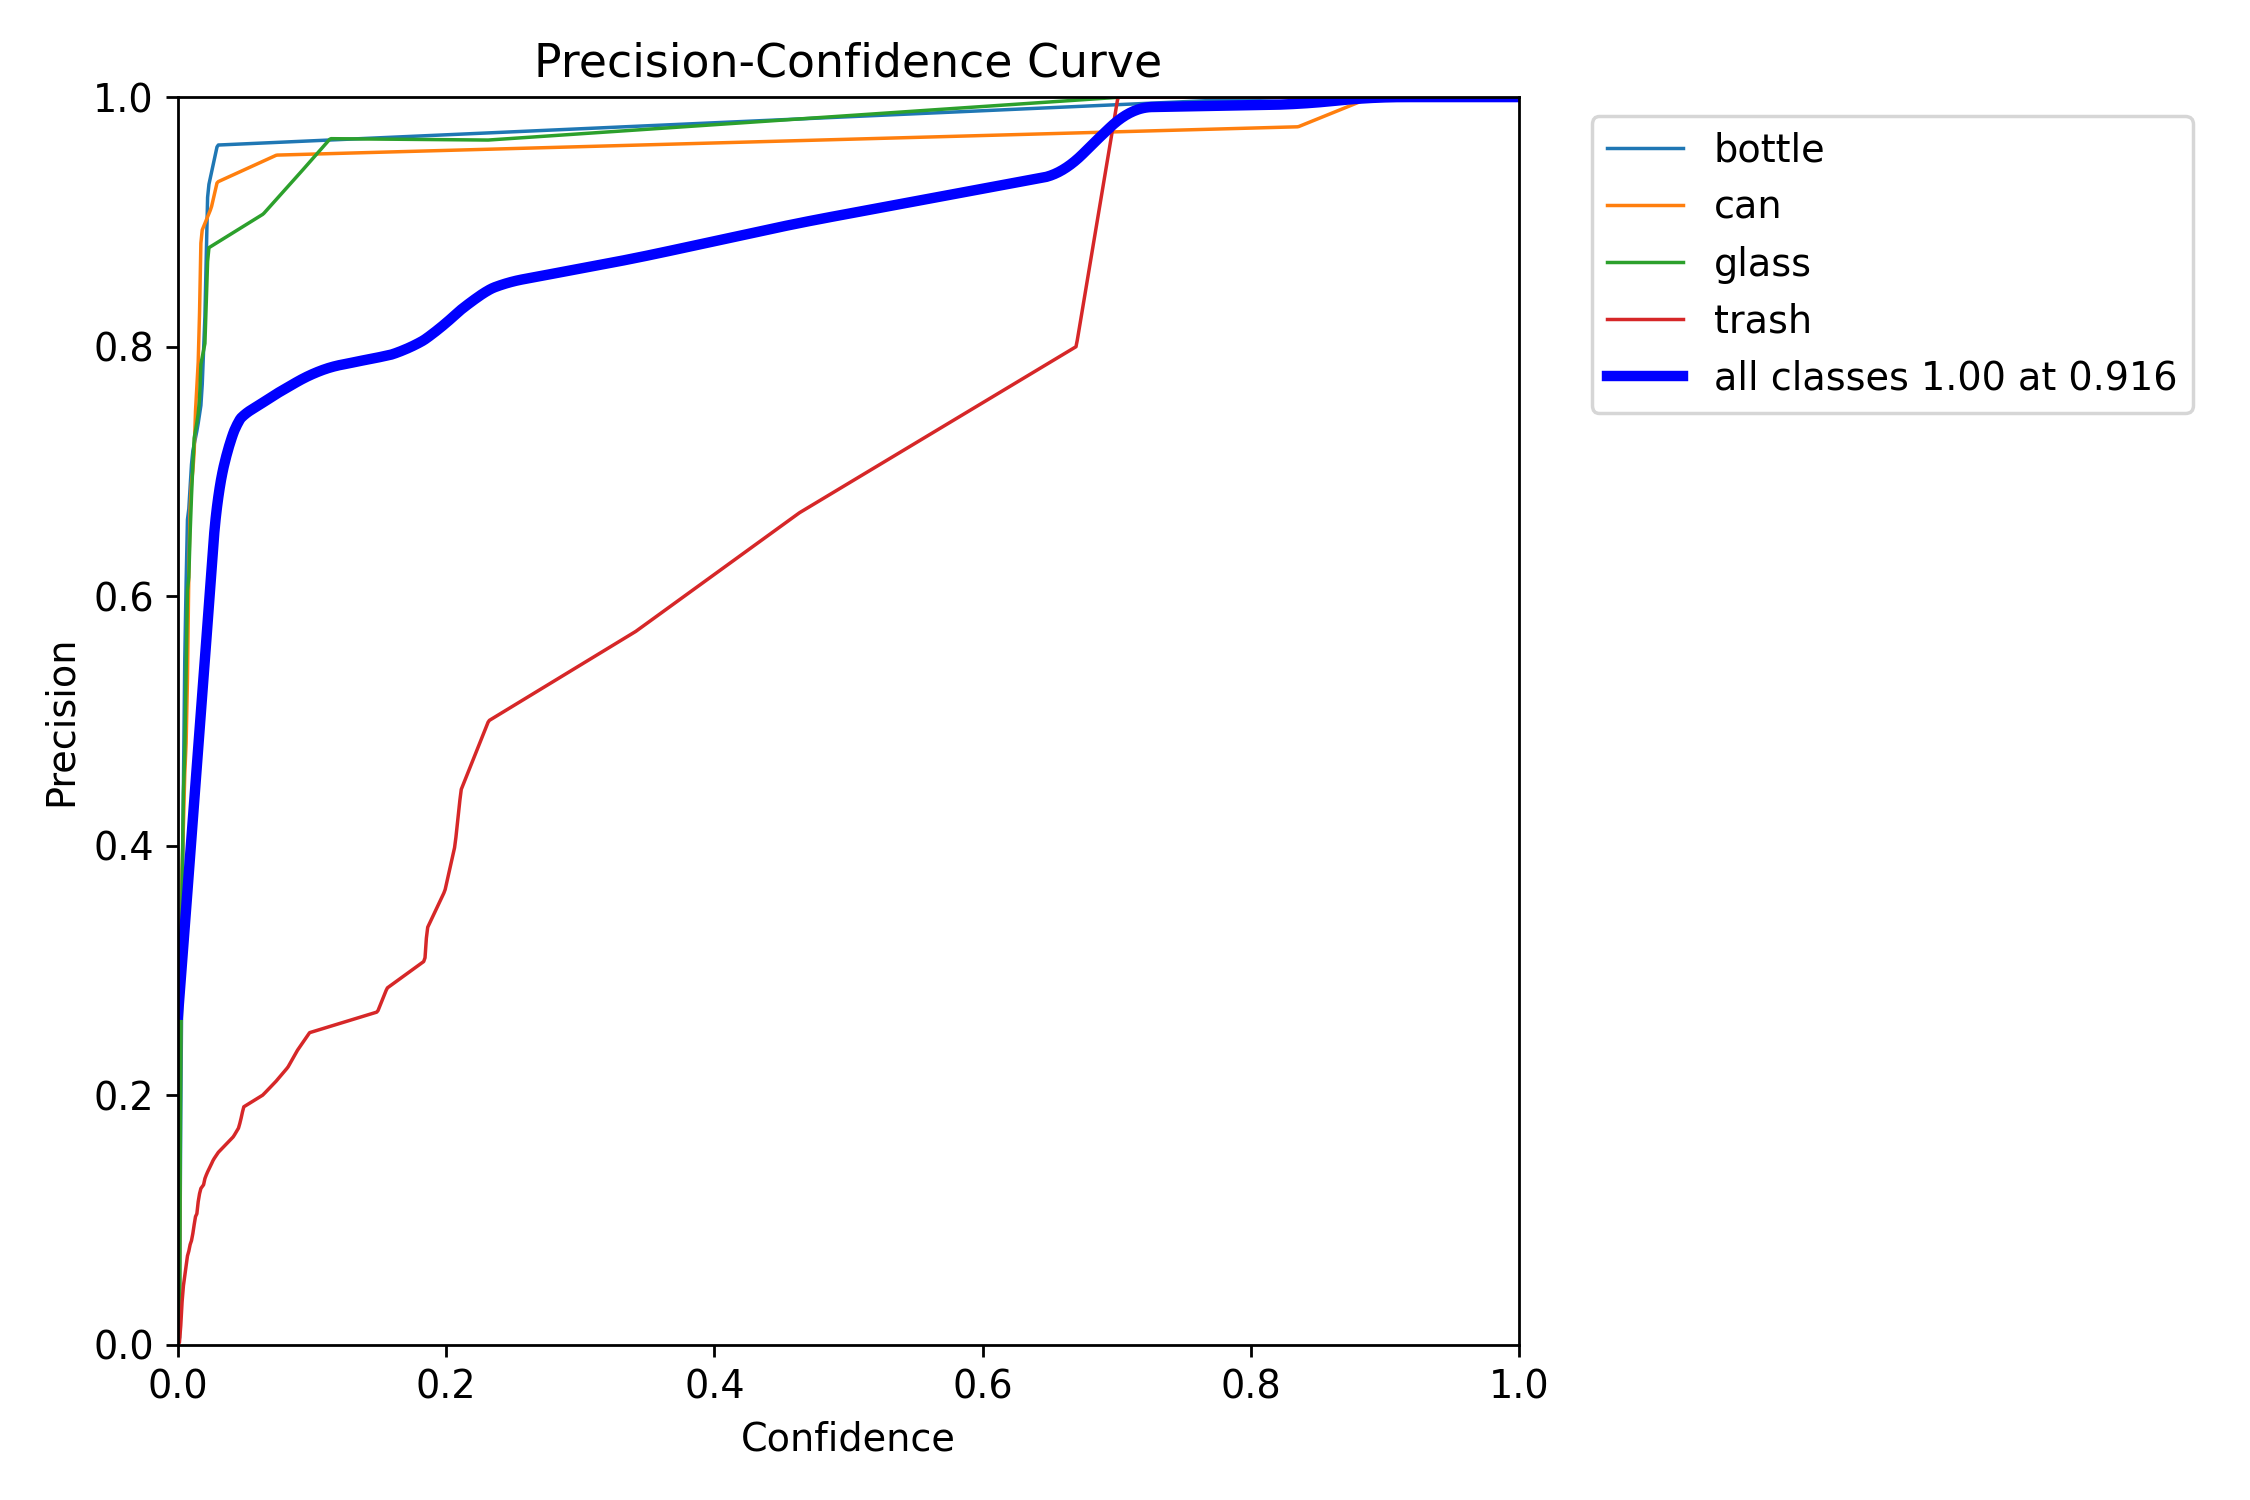 Precision-Confidence Curve
1.0
0.8
0.6
0.4
0.2
0.0
Precision
0.0 0.2 0.4 0.6 0.8 1.0
Confidence
bottle
can
glass
trash
all classes 1.00 at 0.916